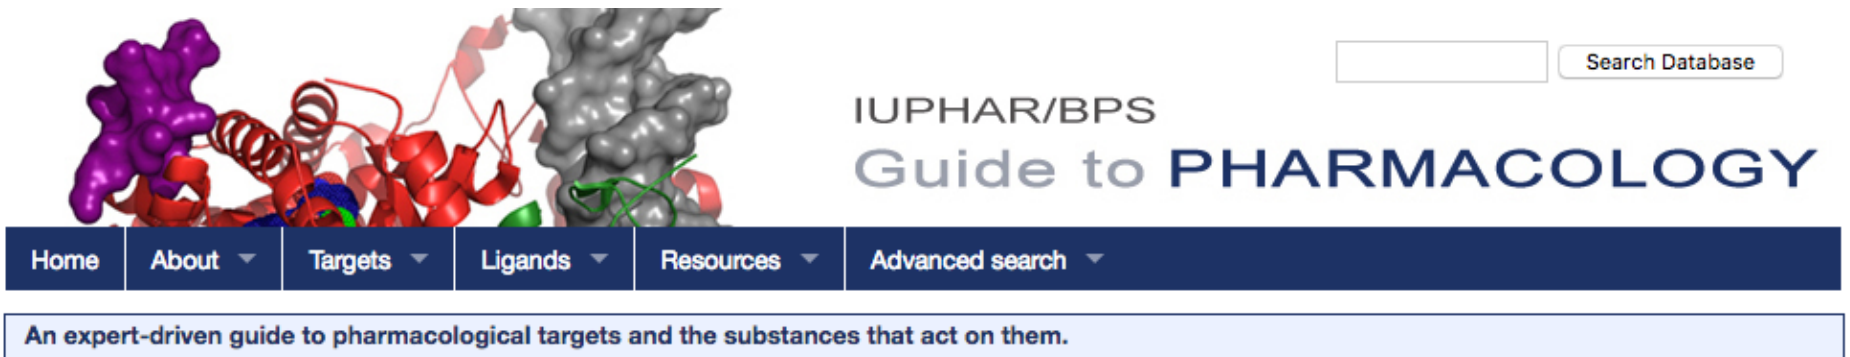 Search Database
IUPHAR/BPS
Guide to PHARMACOLOGY
Home About Targets Ligands Resources Advanced search
An expert-driven guide to pharmacological targets and the substances that act on them.